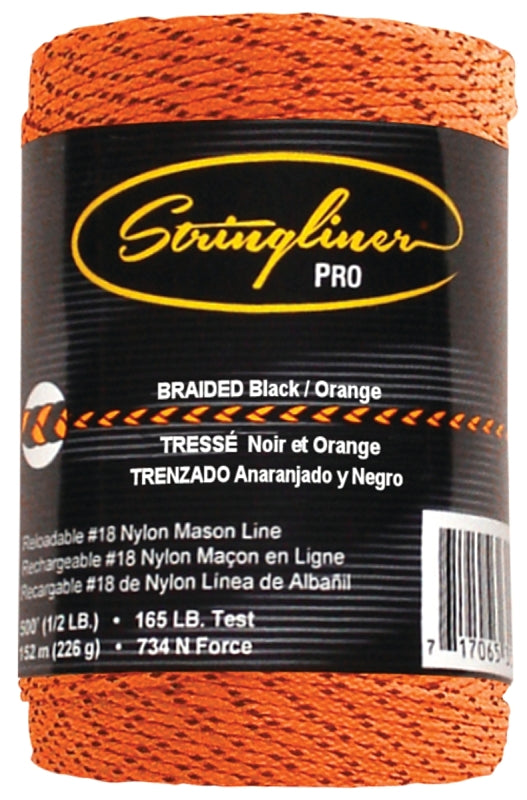 Stringliner
PRO
BRAIDED Black / Orange
TRESSÉ Noir et Orange
TRENZADO Anaranjado y Negro
Reloadable #18 Nylon Mason Line
Rechargeable #18 Nylon Maçon en Ligne
Recargable #18 de Nylon Línea de Albañil
500' (1/2 LB.) • 165 LB. Test
152 m (226 g) • 734 N Force
7 17065